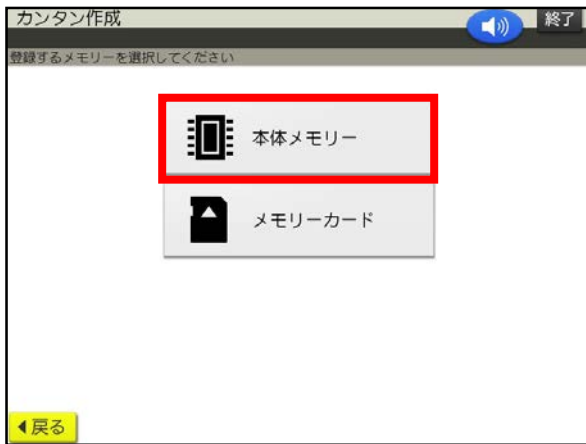 カンタン作成
終了
登録するメモリーを選択してください
本体メモリー
メモリーカード
戻る